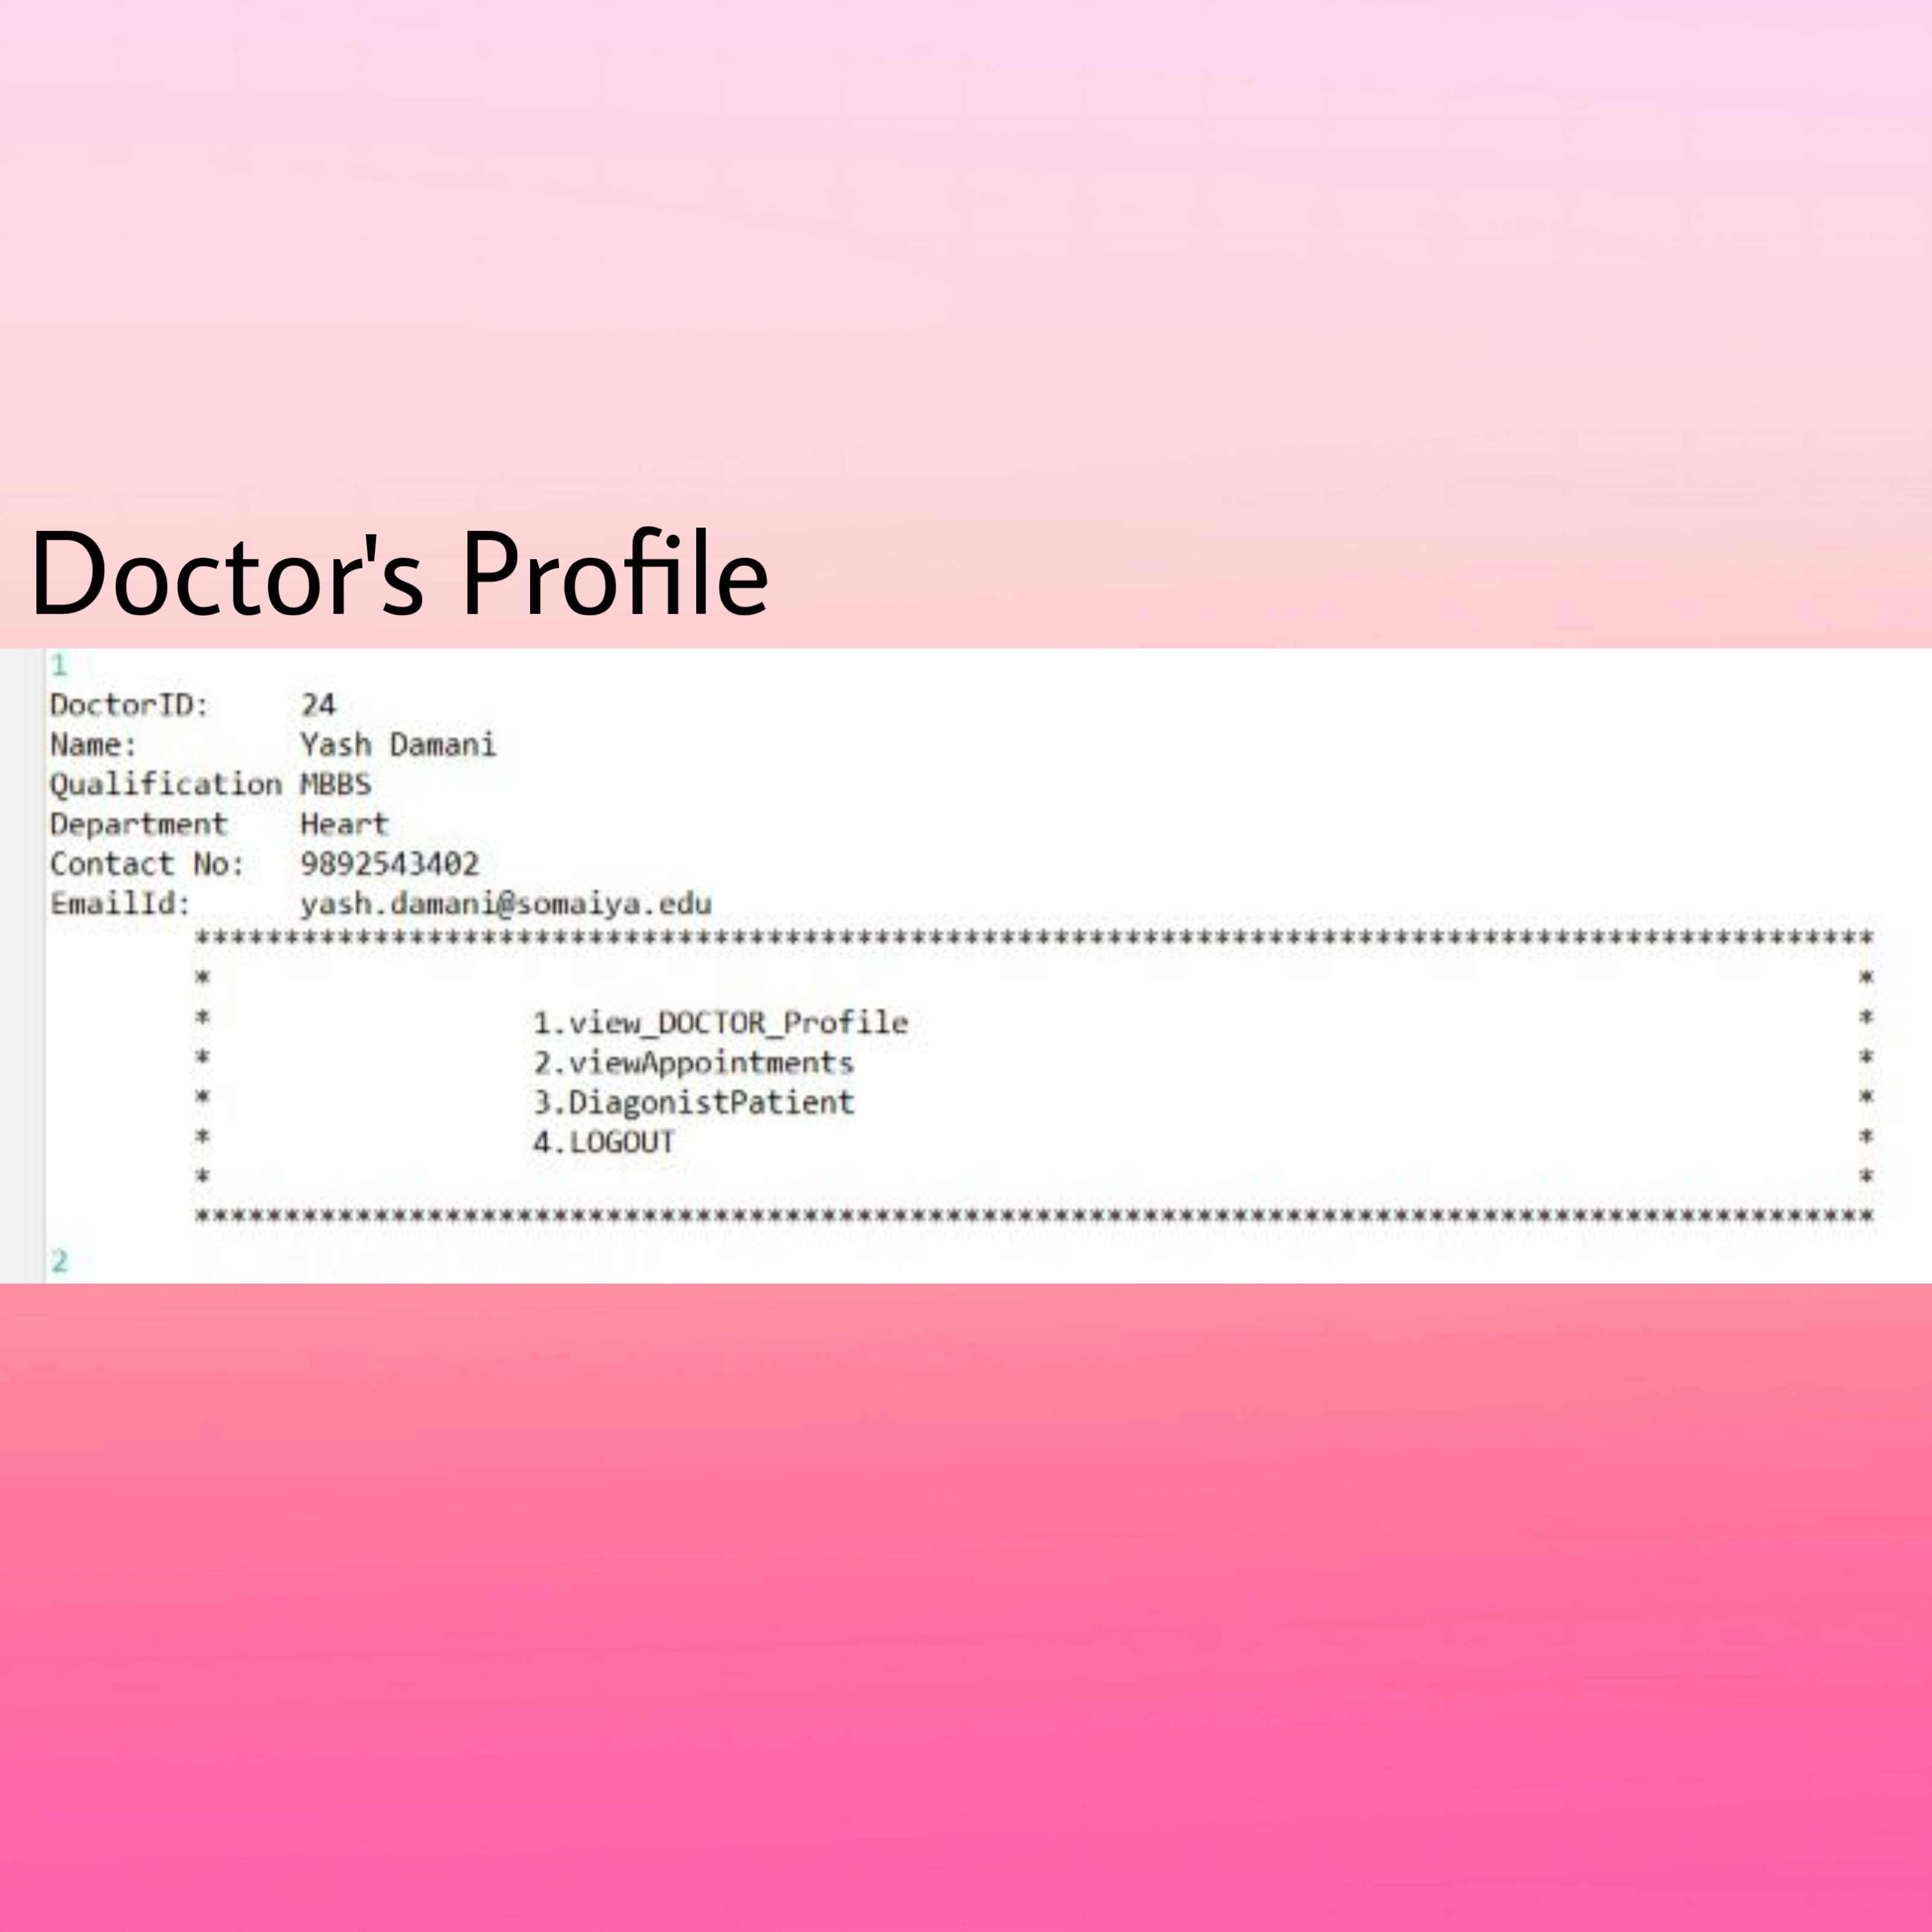 Doctor's Profile
1
DoctorID: 24
Name: Yash Damani
Qualification MBBS
Department Heart
Contact No: 9892543402
EmailId: yash.damani@somaiya.edu
**********************************************************************************************
* *
* 1.view_DOCTOR_Profile *
* 2.viewAppointments *
* 3.DiagonistPatient *
* 4.LOGOUT *
* *
**********************************************************************************************
2